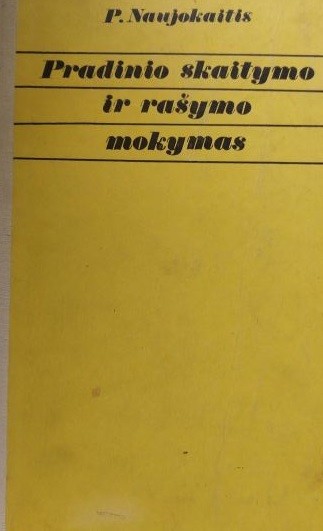 P. Naujokaitis
Pradinio skaitymo
ir rašymo
mokymas